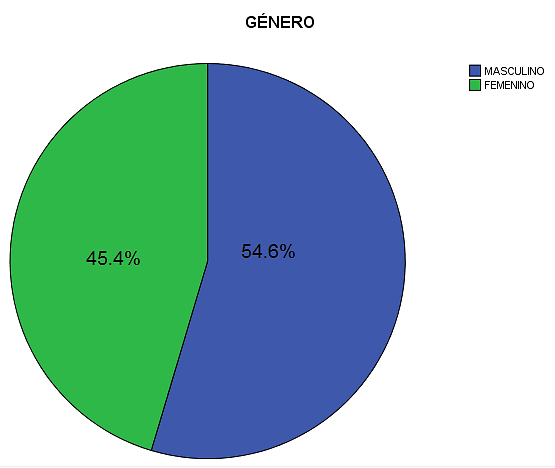 GÉNERO
MASCULINO
FEMENINO
45.4%
54.6%